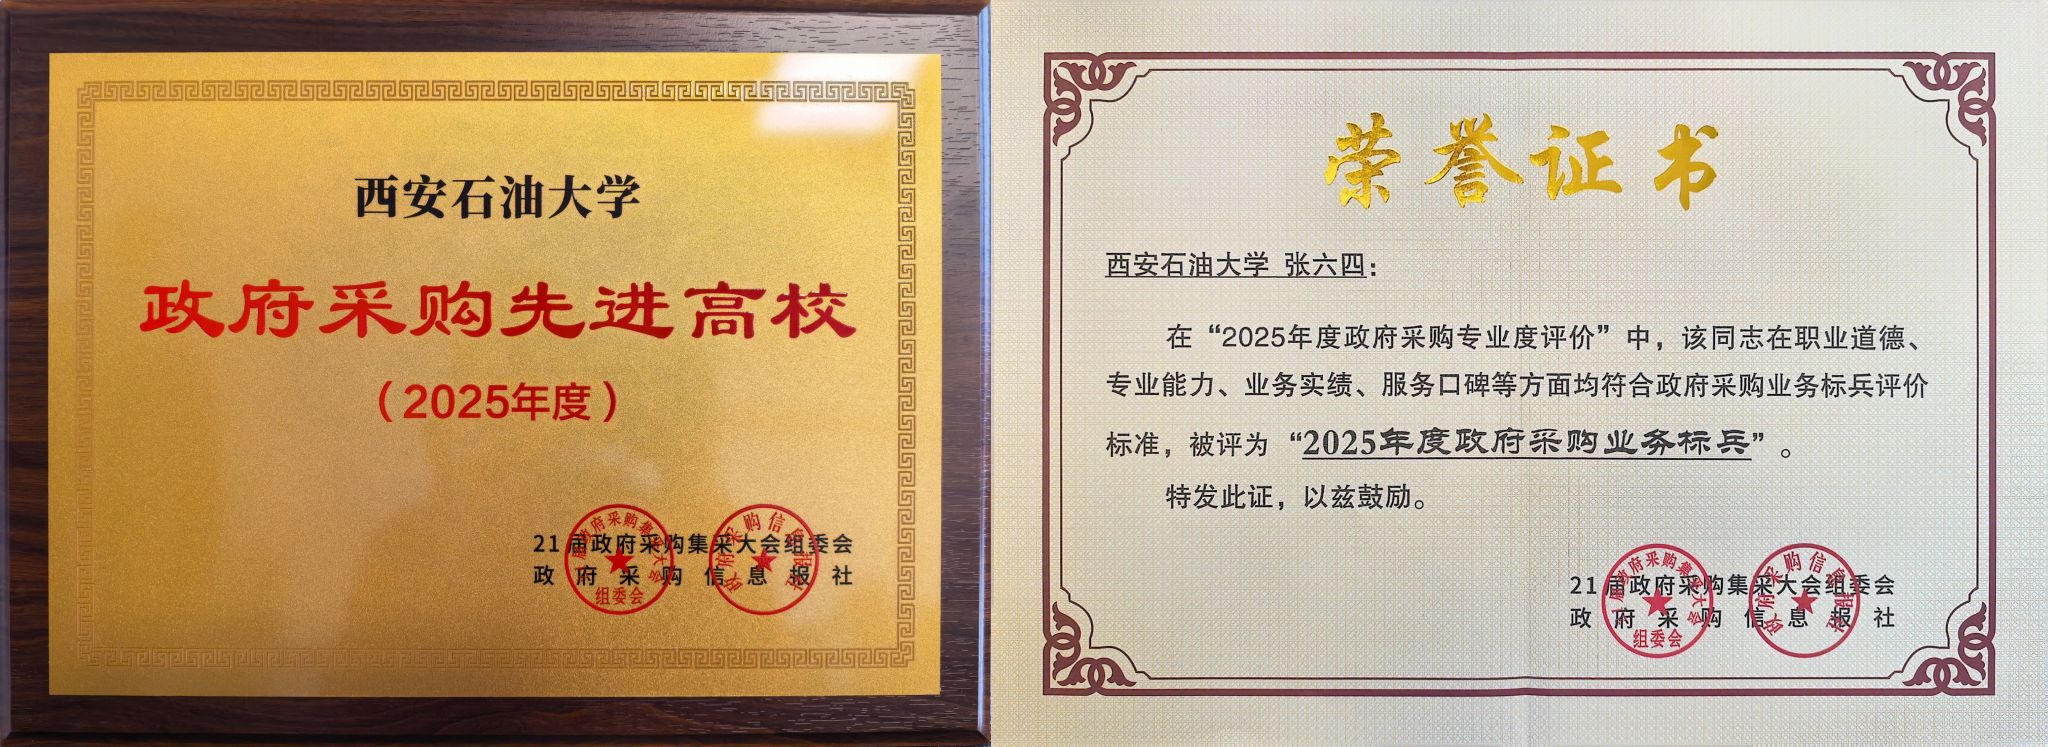 西安石油大学
政府采购先进高校
（2025年度）
21届政府采购集采大会组委会
政府采购信息报社
组委会
荣誉证书
西安石油大学 张六四：
在“2025年度政府采购专业度评价”中，该同志在职业道德、
专业能力、业务实绩、服务口碑等方面均符合政府采购业务标兵评价
标准，被评为“2025年度政府采购业务标兵”。
特发此证，以兹鼓励。
21届政府采购集采大会组委会
政府采购信息报社
组委会